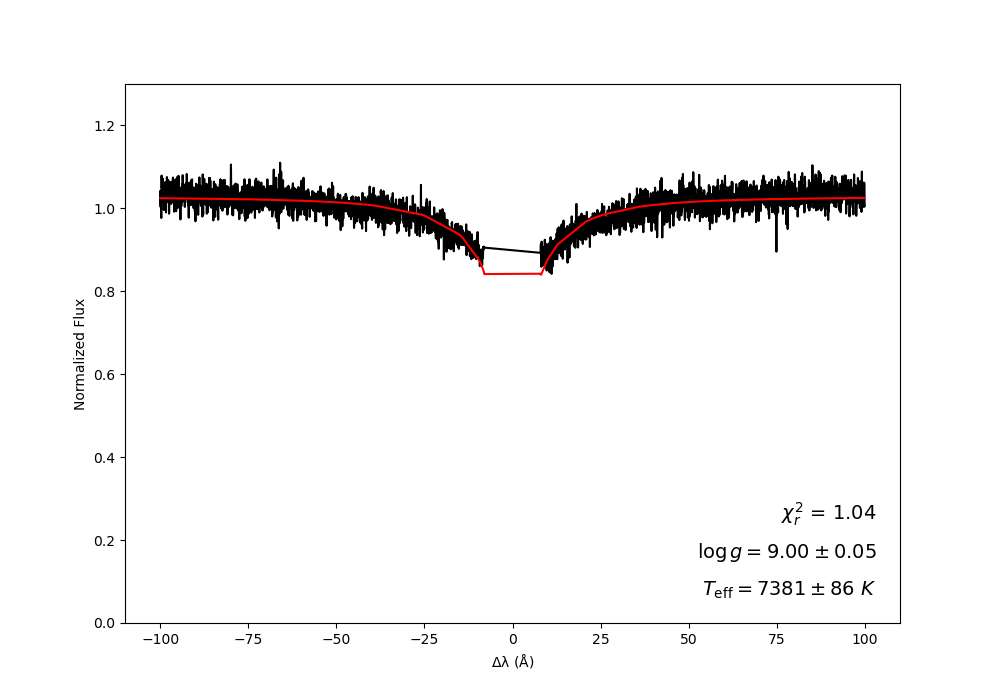 1.2
1.0
0.8
0.6
0.4
0.2
0.0
Normalized Flux
χ²ᵣ = 1.04
log g = 9.00 ± 0.05
T_eff = 7381 ± 86 K
−100 −75 −50 −25 0 25 50 75 100
Δλ (Å)